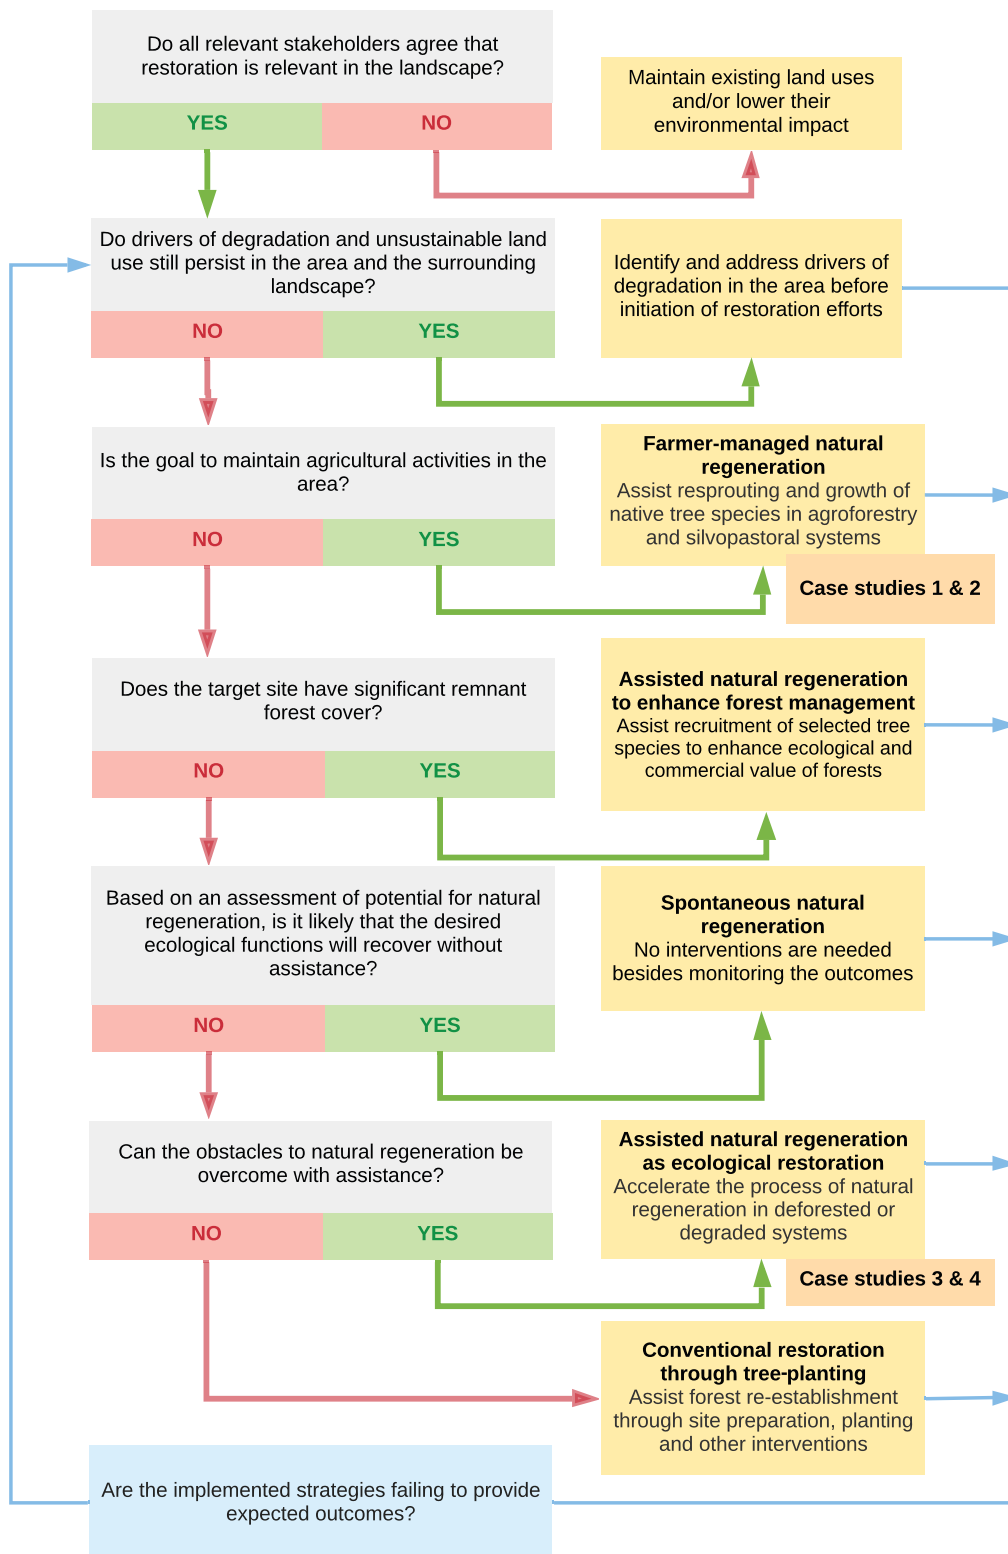 Do all relevant stakeholders agree that
restoration is relevant in the landscape?
YES
NO
Maintain existing land uses
and/or lower their
environmental impact
Do drivers of degradation and unsustainable land
use still persist in the area and the surrounding
landscape?
NO
YES
Identify and address drivers of
degradation in the area before
initiation of restoration efforts
Is the goal to maintain agricultural activities in the
area?
NO
YES
Farmer-managed natural
regeneration
Assist resprouting and growth of
native tree species in agroforestry
and silvopastoral systems
Case studies 1 & 2
Does the target site have significant remnant
forest cover?
NO
YES
Assisted natural regeneration
to enhance forest management
Assist recruitment of selected tree
species to enhance ecological and
commercial value of forests
Based on an assessment of potential for natural
regeneration, is it likely that the desired
ecological functions will recover without
assistance?
NO
YES
Spontaneous natural
regeneration
No interventions are needed
besides monitoring the outcomes
Can the obstacles to natural regeneration be
overcome with assistance?
NO
YES
Assisted natural regeneration
as ecological restoration
Accelerate the process of natural
regeneration in deforested or
degraded systems
Case studies 3 & 4
Conventional restoration
through tree-planting
Assist forest re-establishment
through site preparation, planting
and other interventions
Are the implemented strategies failing to provide
expected outcomes?